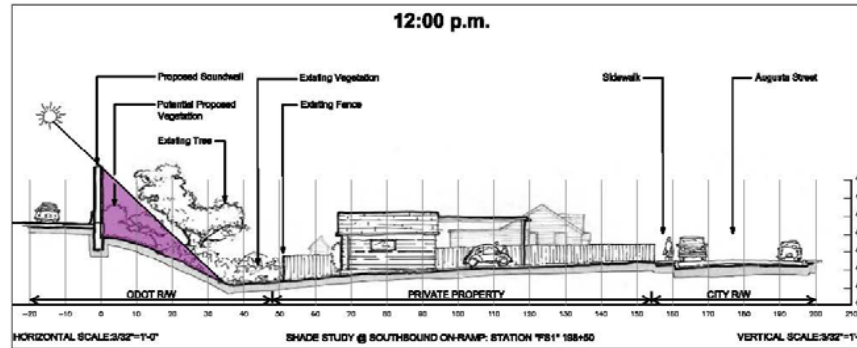 12:00 p.m.
Proposed Soundwall
Existing Vegetation
Sidewalk
Augusta Street
Potential Proposed
Vegetation
Existing Fence
Existing Tree
ODOT R/W
PRIVATE PROPERTY
CITY R/W
-20 -10 0 10 20 30 40 50 60 70 80 90 100 110 120 130 140 150 160 170 180 190 200 210
HORIZONTAL SCALE:3/32"=1'-0"
SHADE STUDY @ SOUTHBOUND ON-RAMP: STATION "FS1" 198+50
VERTICAL SCALE:3/32"=1'